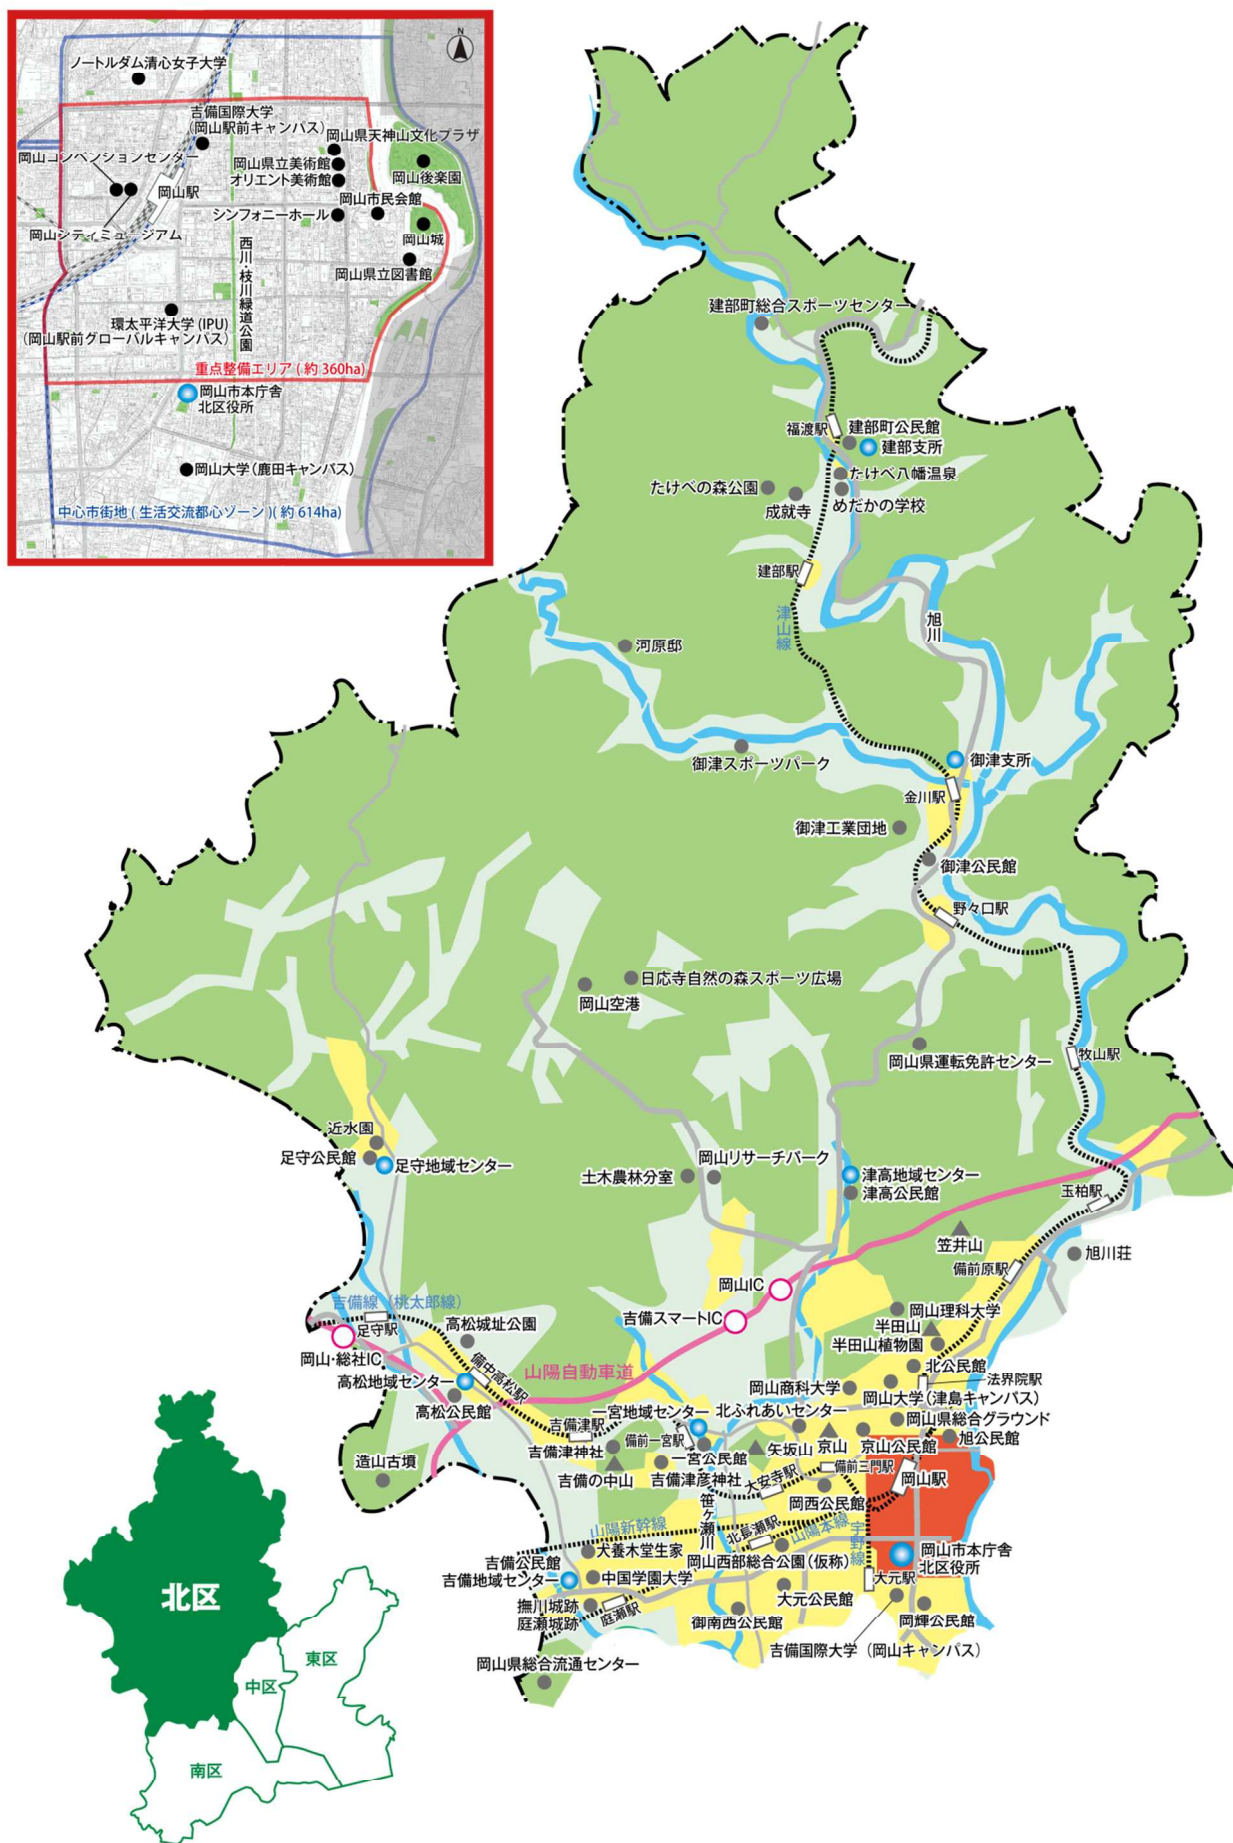 N
ノートルダム清心女子大学
吉備国際大学
(岡山駅前キャンパス)
岡山県天神山文化プラザ
岡山コンベンションセンター
岡山県立美術館
岡山後楽園
オリエント美術館
岡山駅
岡山市民会館
シンフォニーホール
岡山シティミュージアム
岡山城
西川・枝川緑道公園
岡山県立図書館
環太平洋大学(IPU)
(岡山駅前グローバルキャンパス)
重点整備エリア(約360ha)
岡山市本庁舎
北区役所
岡山大学(鹿田キャンパス)
中心市街地(生活交流都心ゾーン)(約614ha)
建部町総合スポーツセンター
福渡駅
建部町公民館
建部支所
たけべ八幡温泉
たけべの森公園
成就寺
めだかの学校
建部駅
津山線
旭川
河原邸
御津スポーツパーク
御津支所
金川駅
御津工業団地
御津公民館
野々口駅
日応寺自然の森スポーツ広場
岡山空港
岡山県運転免許センター
牧山駅
近水園
足守公民館
足守地域センター
岡山リサーチパーク
土木農林分室
津高地域センター
津高公民館
玉柏駅
笠井山
備前原駅
旭川荘
岡山IC
吉備線(桃太郎線)
足守駅
高松城址公園
吉備スマートIC
岡山理科大学
半田山
半田山植物園
岡山・総社IC
備中高松駅
山陽自動車道
北公民館
高松地域センター
法界院駅
岡山商科大学
岡山大学(津島キャンパス)
高松公民館
一宮地域センター
北ふれあいセンター
岡山県総合グラウンド
吉備津駅
備前一宮駅
矢坂山
京山
京山公民館
旭公民館
吉備津神社
一宮公民館
造山古墳
吉備の中山
吉備津彦神社
大安寺駅
備前三門駅
岡山駅
岡西公民館
笹ヶ瀬川
山陽新幹線
北長瀬駅
山陽本線
宇野線
吉備公民館
犬養木堂生家
岡山西部総合公園(仮称)
岡山市本庁舎
北区役所
吉備地域センター
中国学園大学
大元駅
大元公民館
撫川城跡
庭瀬城跡
庭瀬駅
御南西公民館
岡輝公民館
吉備国際大学(岡山キャンパス)
岡山県総合流通センター
北区
東区
中区
南区